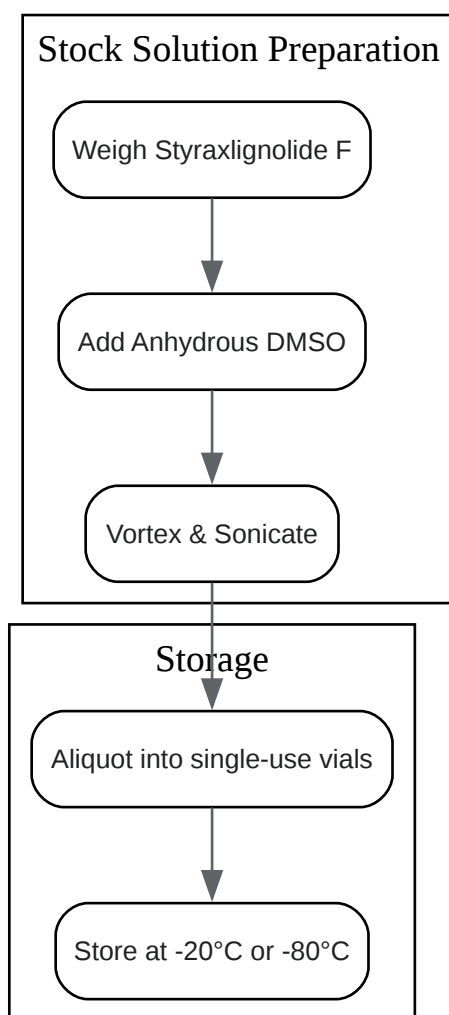 Stock Solution Preparation
Weigh Styraxlignolide F
Add Anhydrous DMSO
Vortex & Sonicate
Storage
Aliquot into single-use vials
Store at -20°C or -80°C